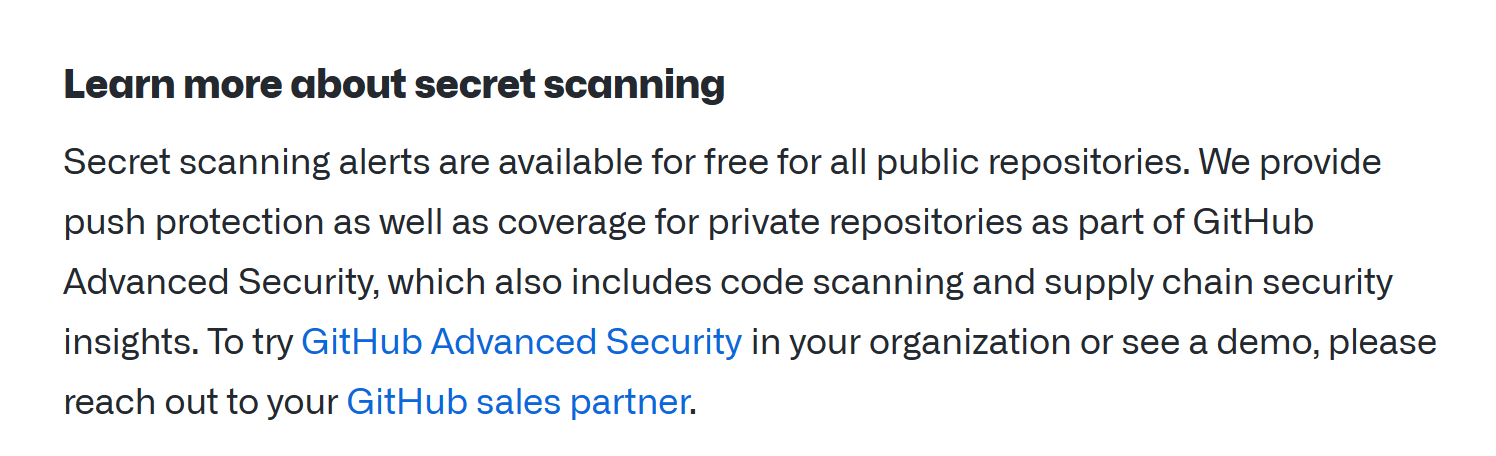 Learn more about secret scanning
Secret scanning alerts are available for free for all public repositories. We provide
push protection as well as coverage for private repositories as part of GitHub
Advanced Security, which also includes code scanning and supply chain security
insights. To try GitHub Advanced Security in your organization or see a demo, please
reach out to your GitHub sales partner.